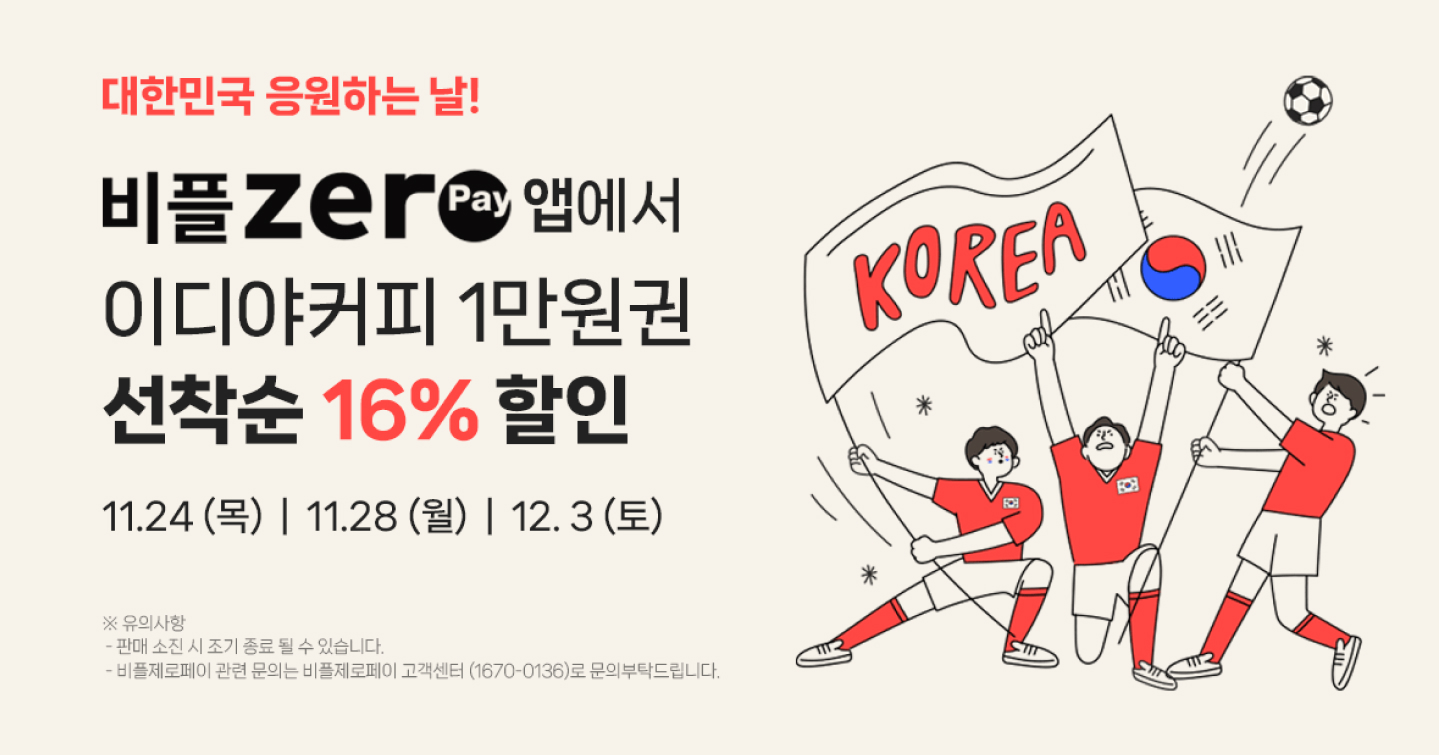 대한민국 응원하는 날!
비플 zero Pay 앱에서
이디야커피 1만원권
선착순 16% 할인
11.24 (목) | 11.28 (월) | 12. 3 (토)
※ 유의사항
- 판매 소진 시 조기 종료 될 수 있습니다.
- 비플제로페이 관련 문의는 비플제로페이 고객센터 (1670-0136)로 문의부탁드립니다.
KOREA